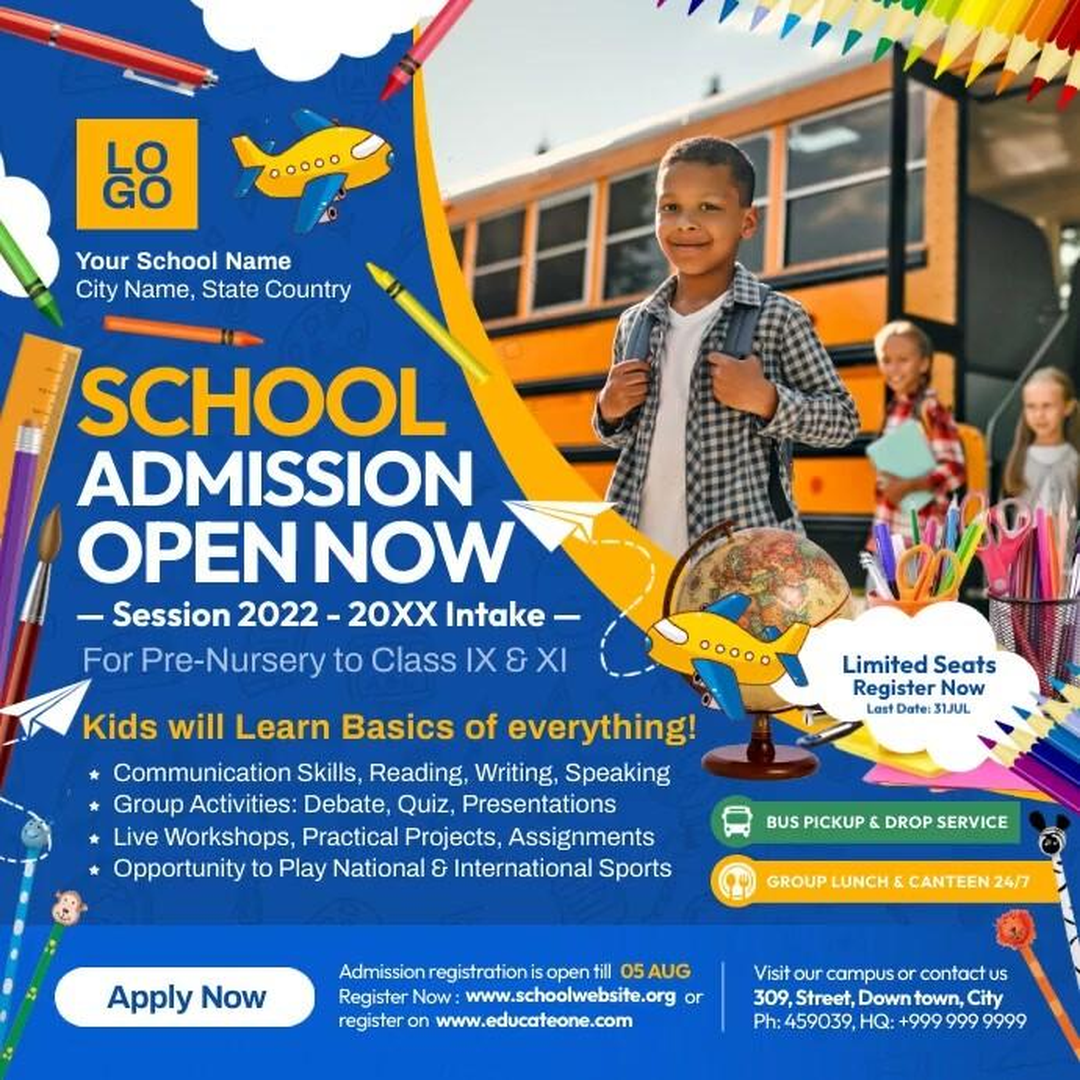 LO
GO
Your School Name
City Name, State Country
SCHOOL
ADMISSION
OPEN NOW
— Session 2022 - 20XX Intake —
For Pre-Nursery to Class IX & XI
Kids will Learn Basics of everything!
Communication Skills, Reading, Writing, Speaking
Group Activities: Debate, Quiz, Presentations
Live Workshops, Practical Projects, Assignments
Opportunity to Play National & International Sports
Limited Seats
Register Now
Last Date: 31JUL
BUS PICKUP & DROP SERVICE
GROUP LUNCH & CANTEEN 24/7
Apply Now
Admission registration is open till 05 AUG
Register Now : www.schoolwebsite.org or
register on www.educateone.com
Visit our campus or contact us
309, Street, Down town, City
Ph: 459039, HQ: +999 999 9999